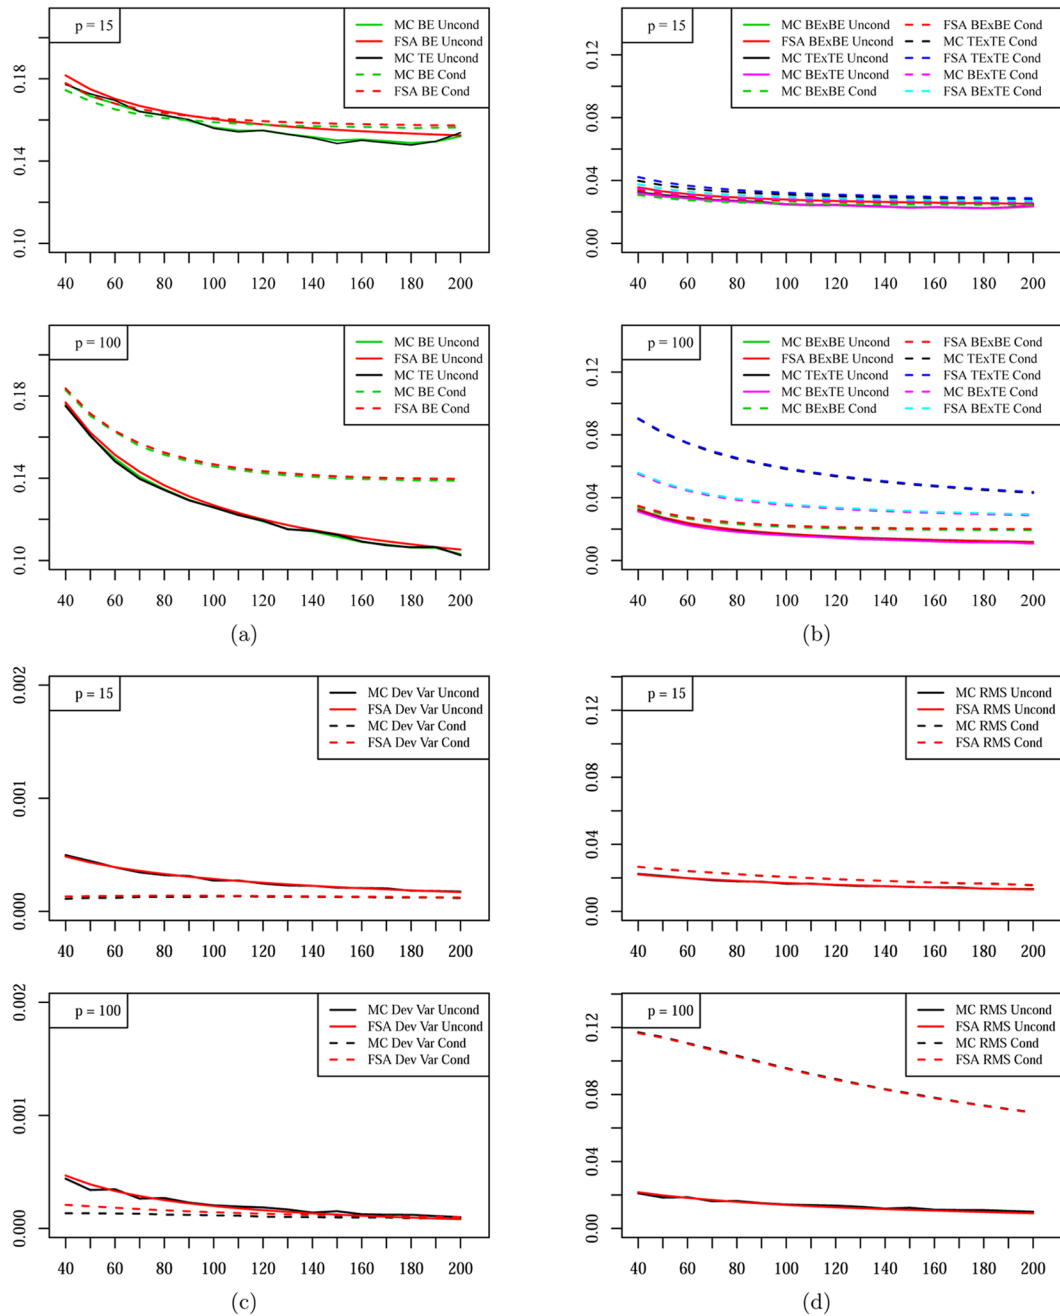 p = 15
MC BE Uncond
FSA BE Uncond
MC TE Uncond
MC BE Cond
FSA BE Cond
0.10 0.14 0.18
40 60 80 100 120 140 160 180 200
p = 100
MC BE Uncond
FSA BE Uncond
MC TE Uncond
MC BE Cond
FSA BE Cond
0.10 0.14 0.18
40 60 80 100 120 140 160 180 200
(a)
p = 15
MC BExBE Uncond FSA BExBE Cond
FSA BExBE Uncond MC TExTE Cond
MC TExTE Uncond FSA TExTE Cond
MC BExTE Uncond MC BExTE Cond
MC BExBE Cond FSA BExTE Cond
0.00 0.04 0.08 0.12
40 60 80 100 120 140 160 180 200
p = 100
MC BExBE Uncond FSA BExBE Cond
FSA BExBE Uncond MC TExTE Cond
MC TExTE Uncond FSA TExTE Cond
MC BExTE Uncond MC BExTE Cond
MC BExBE Cond FSA BExTE Cond
0.00 0.04 0.08 0.12
40 60 80 100 120 140 160 180 200
(b)
p = 15
MC Dev Var Uncond
FSA Dev Var Uncond
MC Dev Var Cond
FSA Dev Var Cond
0.000 0.001 0.002
40 60 80 100 120 140 160 180 200
p = 100
MC Dev Var Uncond
FSA Dev Var Uncond
MC Dev Var Cond
FSA Dev Var Cond
0.000 0.001 0.002
40 60 80 100 120 140 160 180 200
(c)
p = 15
MC RMS Uncond
FSA RMS Uncond
MC RMS Cond
FSA RMS Cond
0.00 0.04 0.08 0.12
40 60 80 100 120 140 160 180 200
p = 100
MC RMS Uncond
FSA RMS Uncond
MC RMS Cond
FSA RMS Cond
0.00 0.04 0.08 0.12
40 60 80 100 120 140 160 180 200
(d)